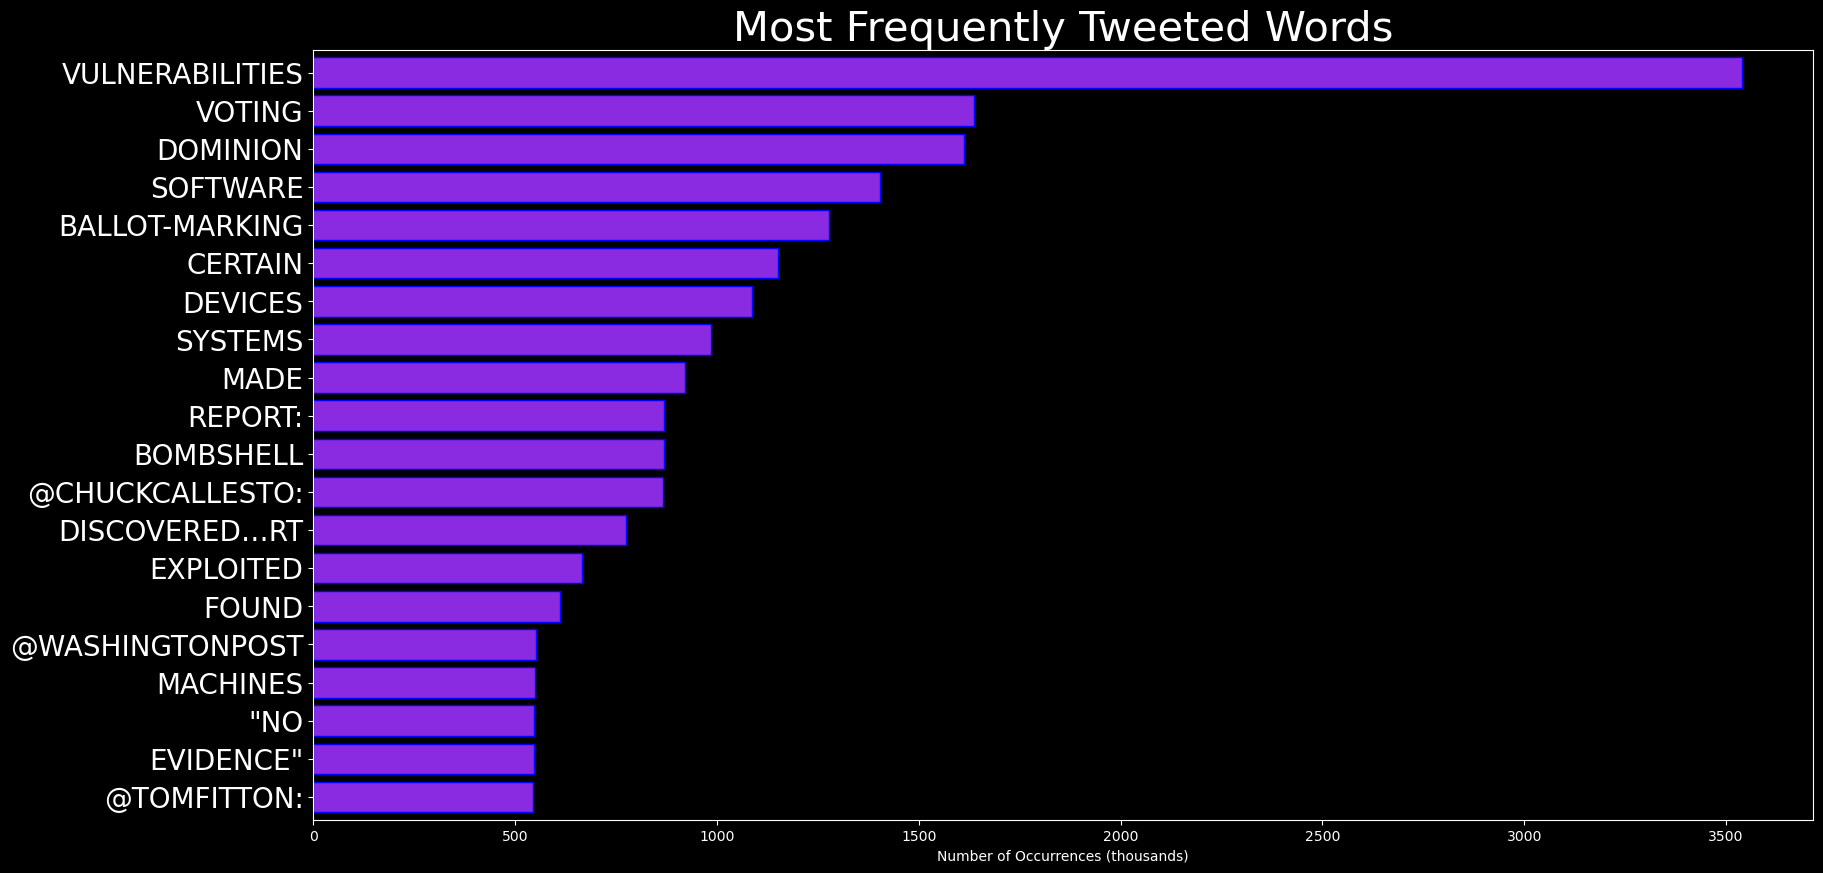 Most Frequently Tweeted Words
VULNERABILITIES
VOTING
DOMINION
SOFTWARE
BALLOT-MARKING
CERTAIN
DEVICES
SYSTEMS
MADE
REPORT:
BOMBSHELL
@CHUCKCALLESTO:
DISCOVERED…RT
EXPLOITED
FOUND
@WASHINGTONPOST
MACHINES
"NO
EVIDENCE"
@TOMFITTON:
0 500 1000 1500 2000 2500 3000 3500
Number of Occurrences (thousands)